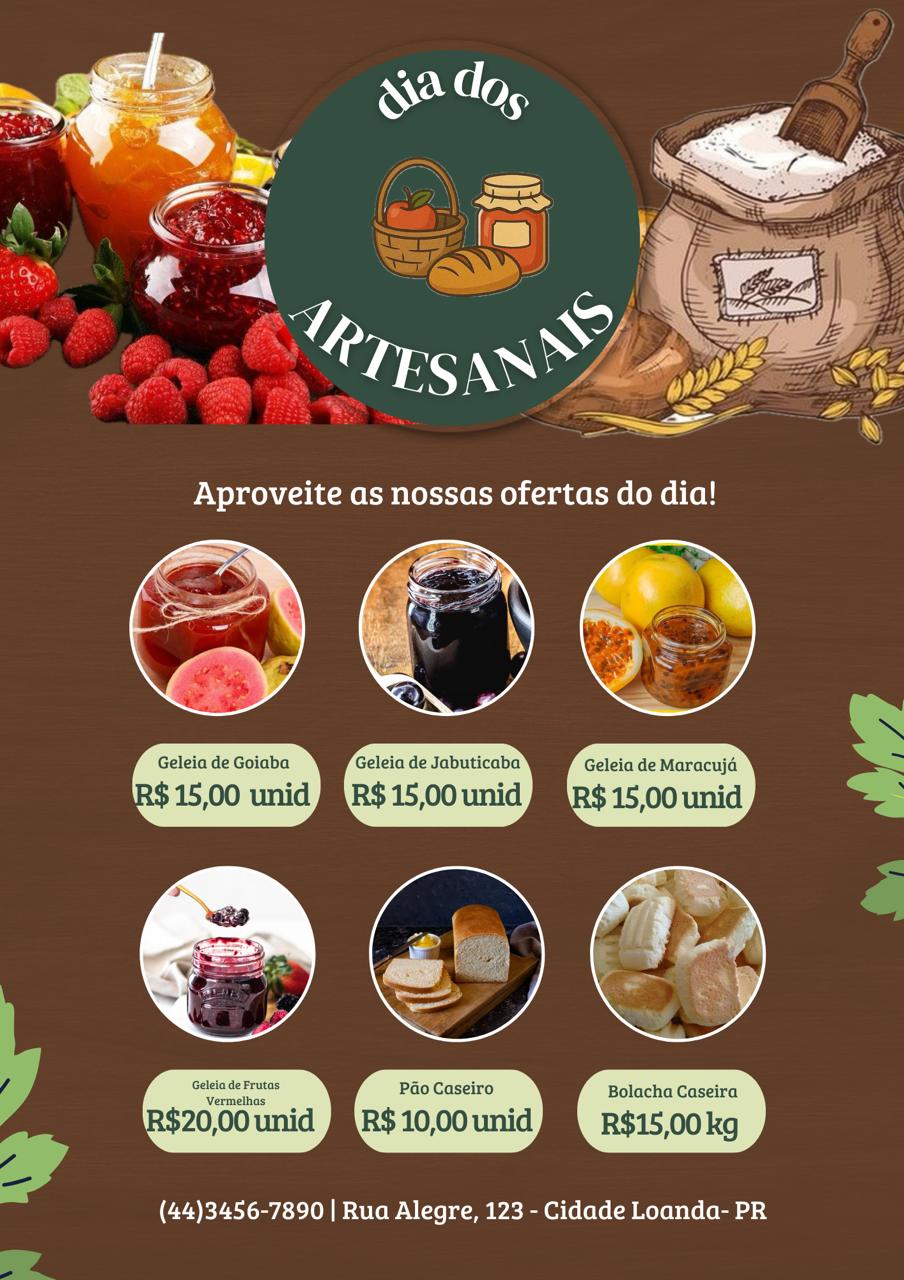 dia dos
ARTESANAIS
Aproveite as nossas ofertas do dia!
Geleia de Goiaba
R$ 15,00 unid
Geleia de Jabuticaba
R$ 15,00 unid
Geleia de Maracujá
R$ 15,00 unid
Geleia de Frutas
Vermelhas
R$20,00 unid
Pão Caseiro
R$ 10,00 unid
Bolacha Caseira
R$15,00 kg
(44)3456-7890 | Rua Alegre, 123 - Cidade Loanda- PR